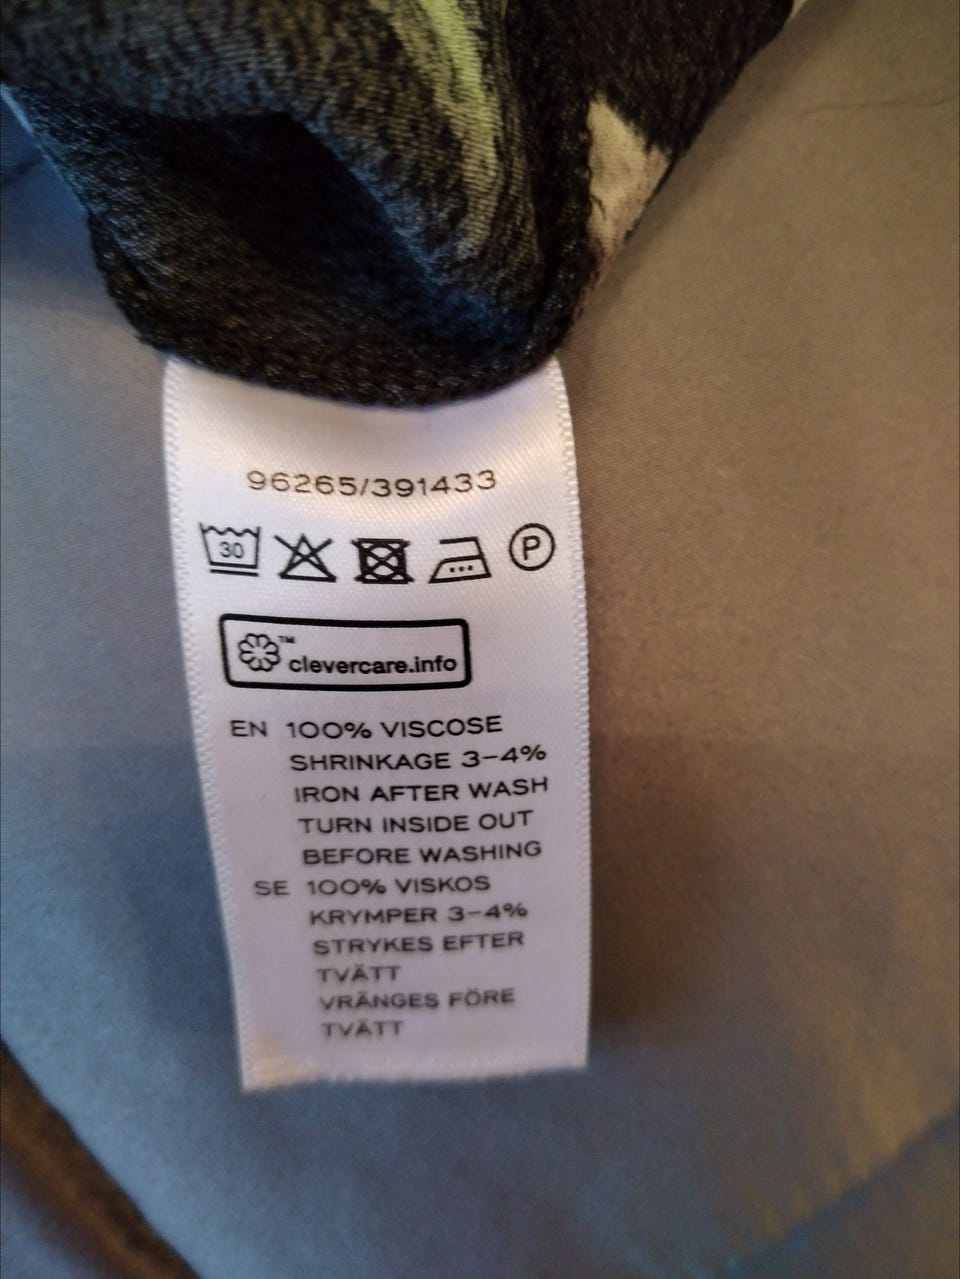 96265/391433
30
P
™
clevercare.info
EN 100% VISCOSE
SHRINKAGE 3–4%
IRON AFTER WASH
TURN INSIDE OUT
BEFORE WASHING
SE 100% VISKOS
KRYMPER 3–4%
STRYKES EFTER
TVÄTT
VRÄNGES FÖRE
TVÄTT